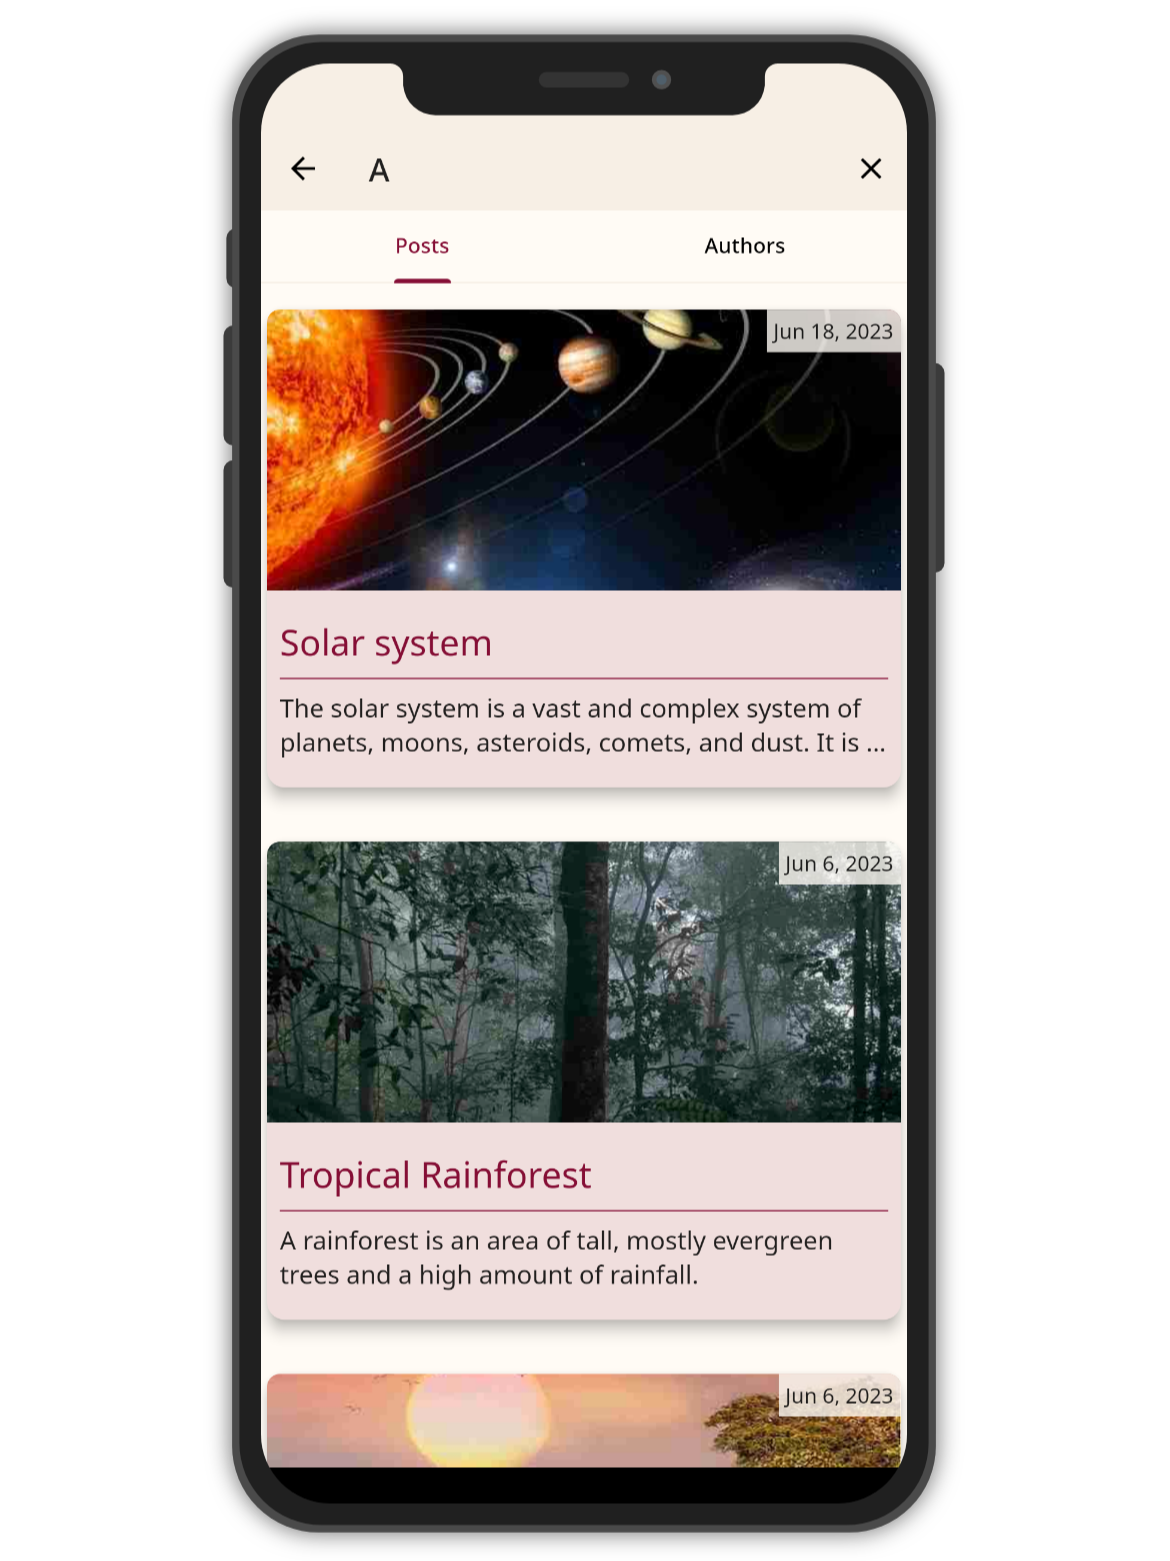 A
Posts
Authors
Jun 18, 2023
Solar system
The solar system is a vast and complex system of
planets, moons, asteroids, comets, and dust. It is ...
Jun 6, 2023
Tropical Rainforest
A rainforest is an area of tall, mostly evergreen
trees and a high amount of rainfall.
Jun 6, 2023